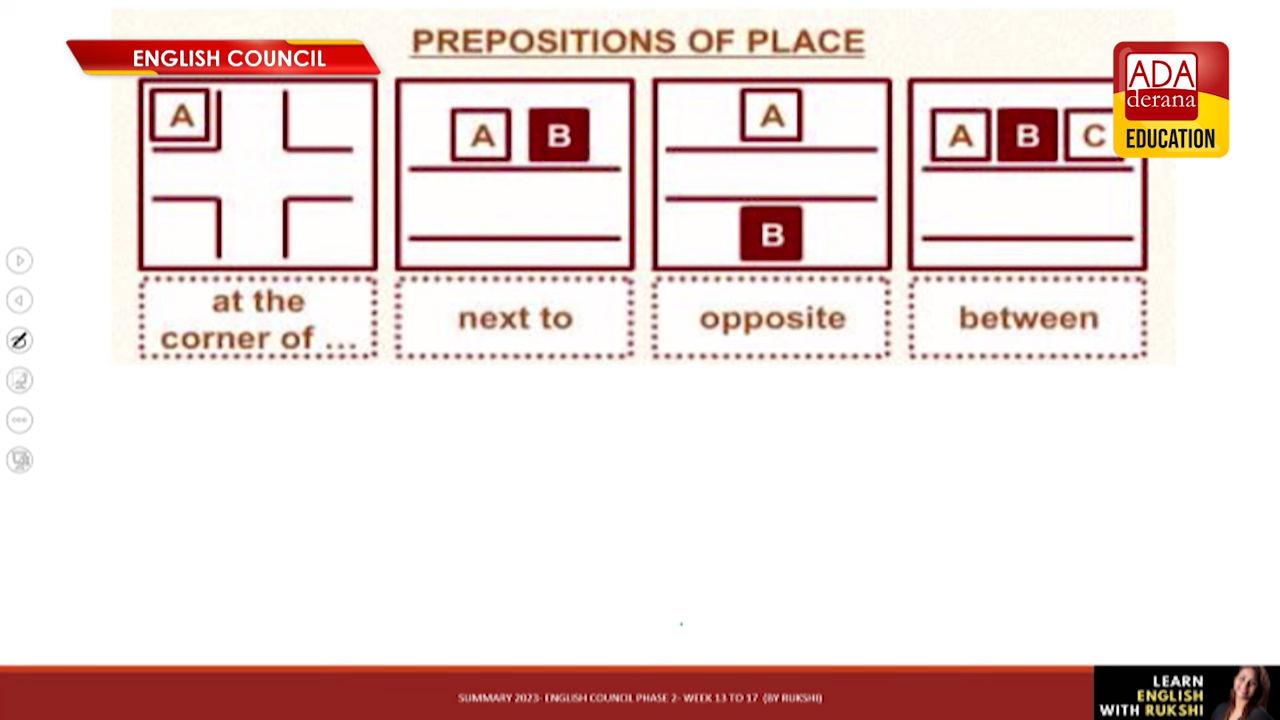 PREPOSITIONS OF PLACE
ENGLISH COUNCIL
ADA
derana
EDUCATION
A
A B
A
B
A B C
at the
corner of ...
next to
opposite
between
SUMMARY 2023- ENGLISH COUNCIL PHASE 2- WEEK 13 TO 17 (BY RUKSHI)
LEARN
ENGLISH
WITH RUKSHI